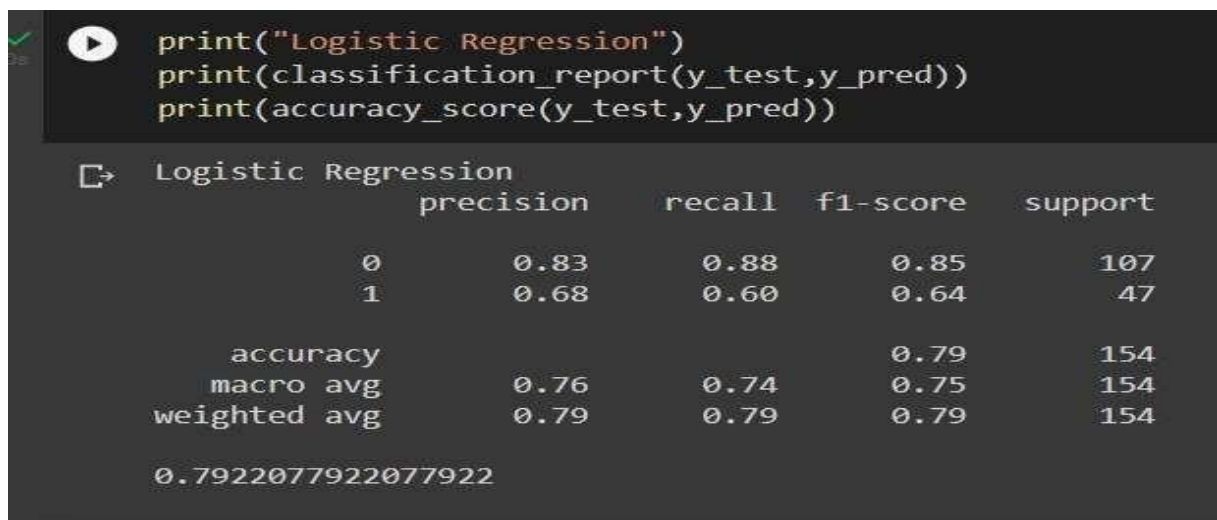 print("Logistic Regression")
print(classification_report(y_test,y_pred))
print(accuracy_score(y_test,y_pred))
Logistic Regression
precision recall f1-score support
0 0.83 0.88 0.85 107
1 0.68 0.60 0.64 47
accuracy 0.79 154
macro avg 0.76 0.74 0.75 154
weighted avg 0.79 0.79 0.79 154
0.7922077922077922